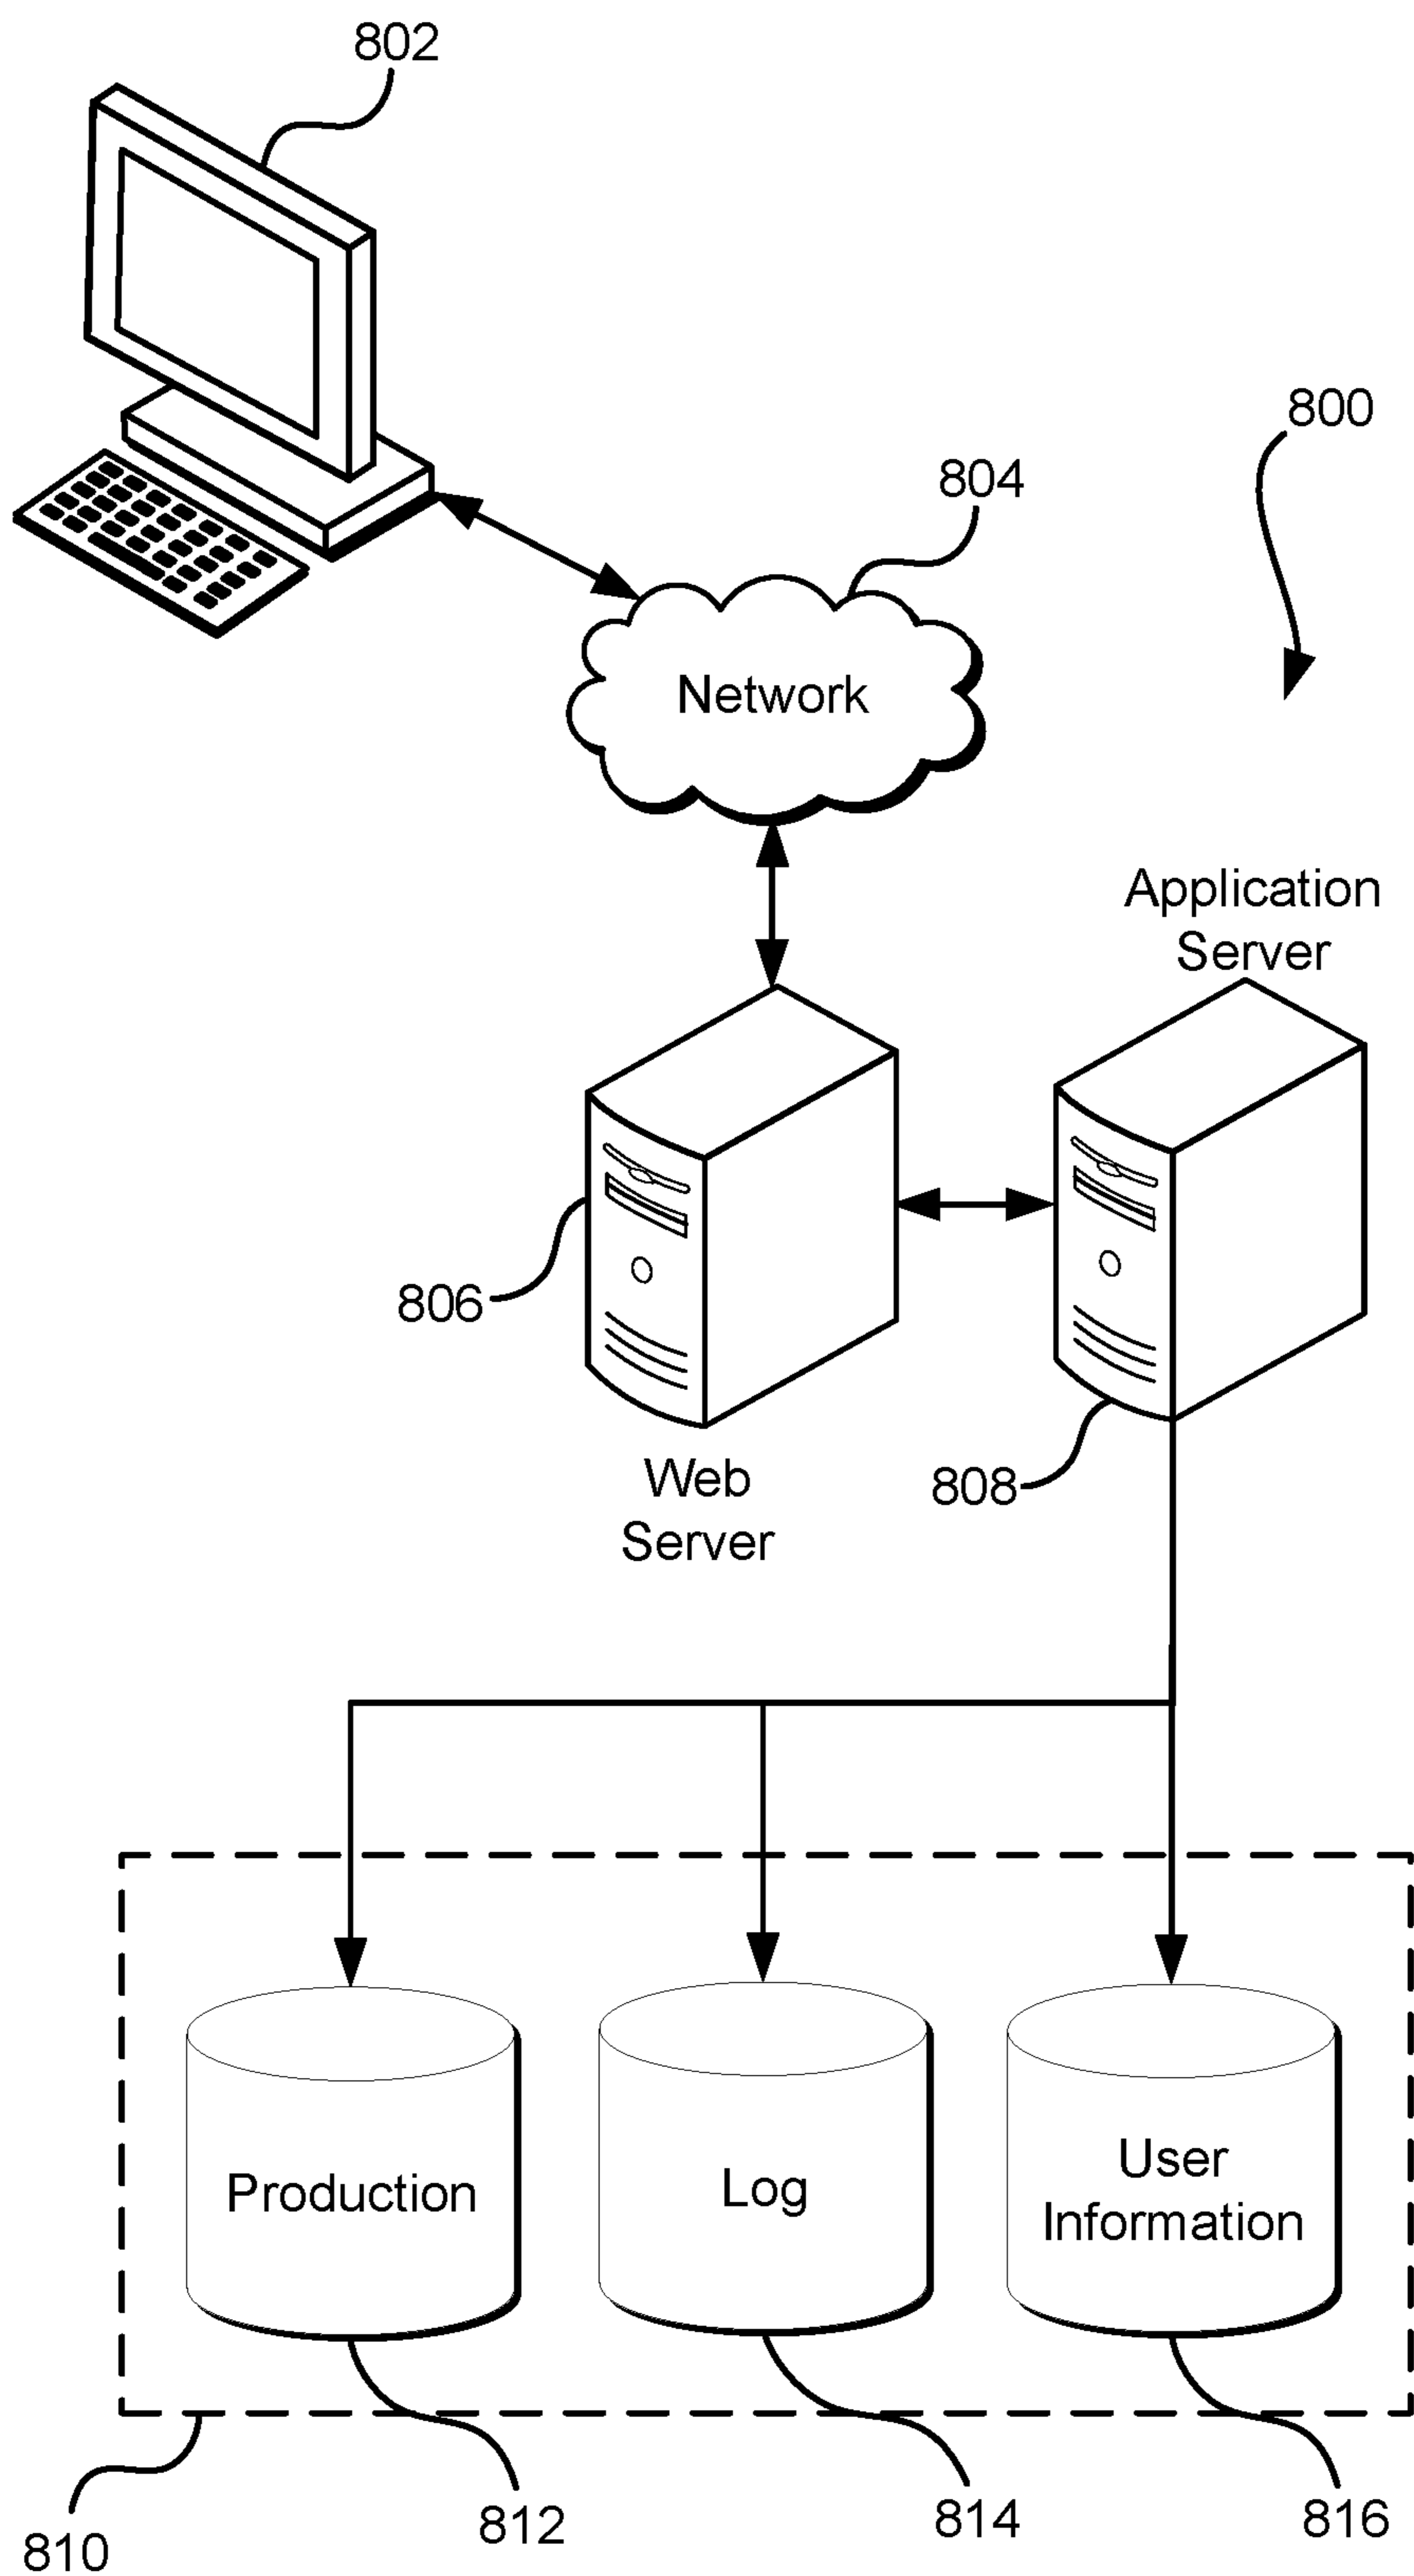 802
800
804
Network
Application
Server
806
808
Web
Server
Production
Log
User
Information
810
812
814
816